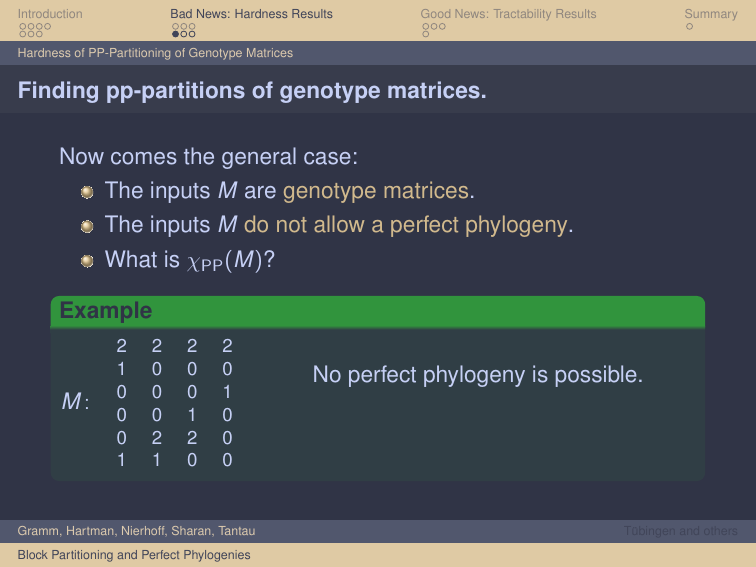 Introduction Bad News: Hardness Results Good News: Tractability Results Summary
Hardness of PP-Partitioning of Genotype Matrices
Finding pp-partitions of genotype matrices.
Now comes the general case:
The inputs M are genotype matrices.
The inputs M do not allow a perfect phylogeny.
What is χPP(M)?
Example
M:
2 2 2 2
1 0 0 0
0 0 0 1
0 0 1 0
0 2 2 0
1 1 0 0
No perfect phylogeny is possible.
Gramm, Hartman, Nierhoff, Sharan, Tantau Tübingen and others
Block Partitioning and Perfect Phylogenies